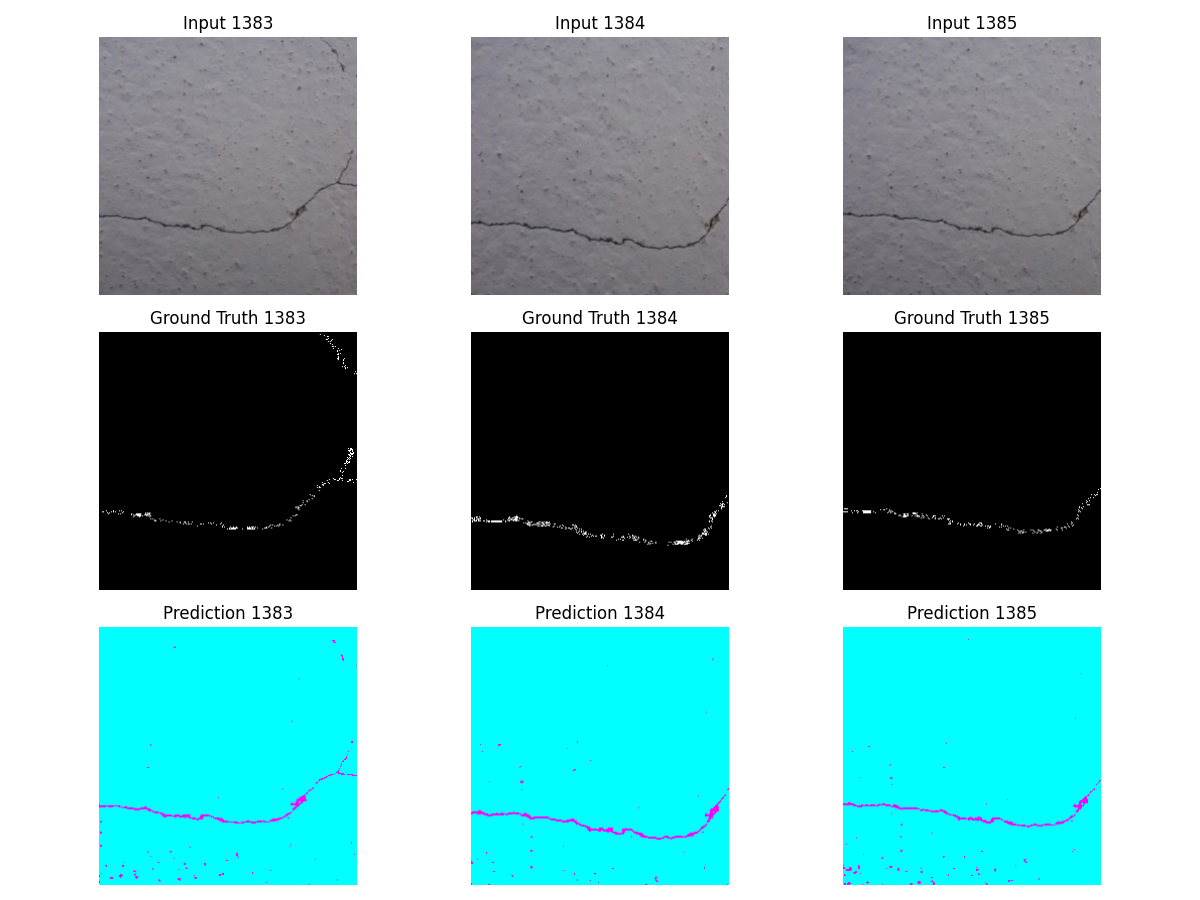 Input 1383
Input 1384
Input 1385
Ground Truth 1383
Ground Truth 1384
Ground Truth 1385
Prediction 1383
Prediction 1384
Prediction 1385